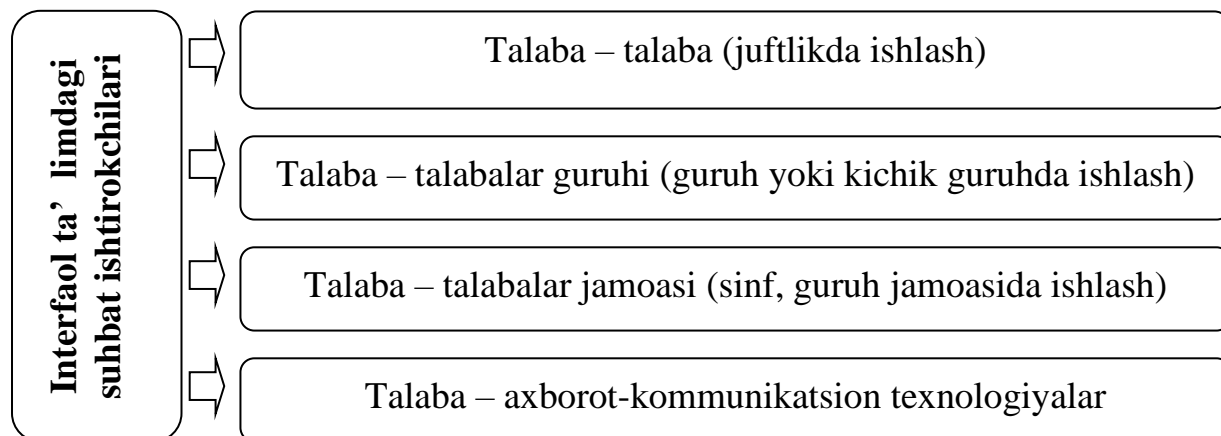 Interfaol ta’ limdagi
suhbat ishtirokchilari
Talaba – talaba (juftlikda ishlash)
Talaba – talabalar guruhi (guruh yoki kichik guruhda ishlash)
Talaba – talabalar jamoasi (sinf, guruh jamoasida ishlash)
Talaba – axborot-kommunikatsion texnologiyalar